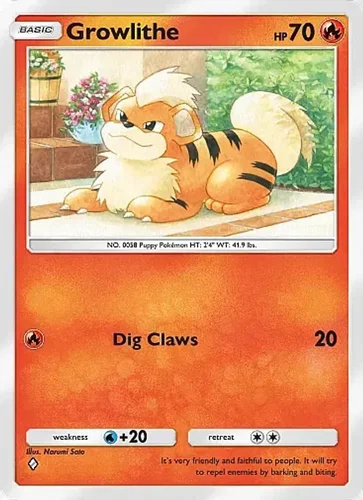 BASIC Growlithe HP70
NO. 0058 Puppy Pokémon HT: 2'4" WT: 41.9 lbs.
Dig Claws 20
weakness +20 retreat
Illus. Narumi Sato
It's very friendly and faithful to people. It will try
to repel enemies by barking and biting.